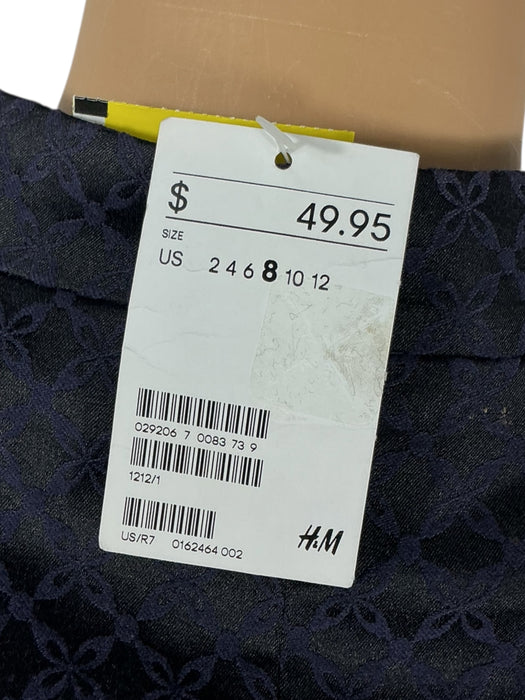 $ 49.95
SIZE
US 2 4 6 8 10 12
029206 7 0083 73 9
1212/1
US/R7 0162464 002
H&M